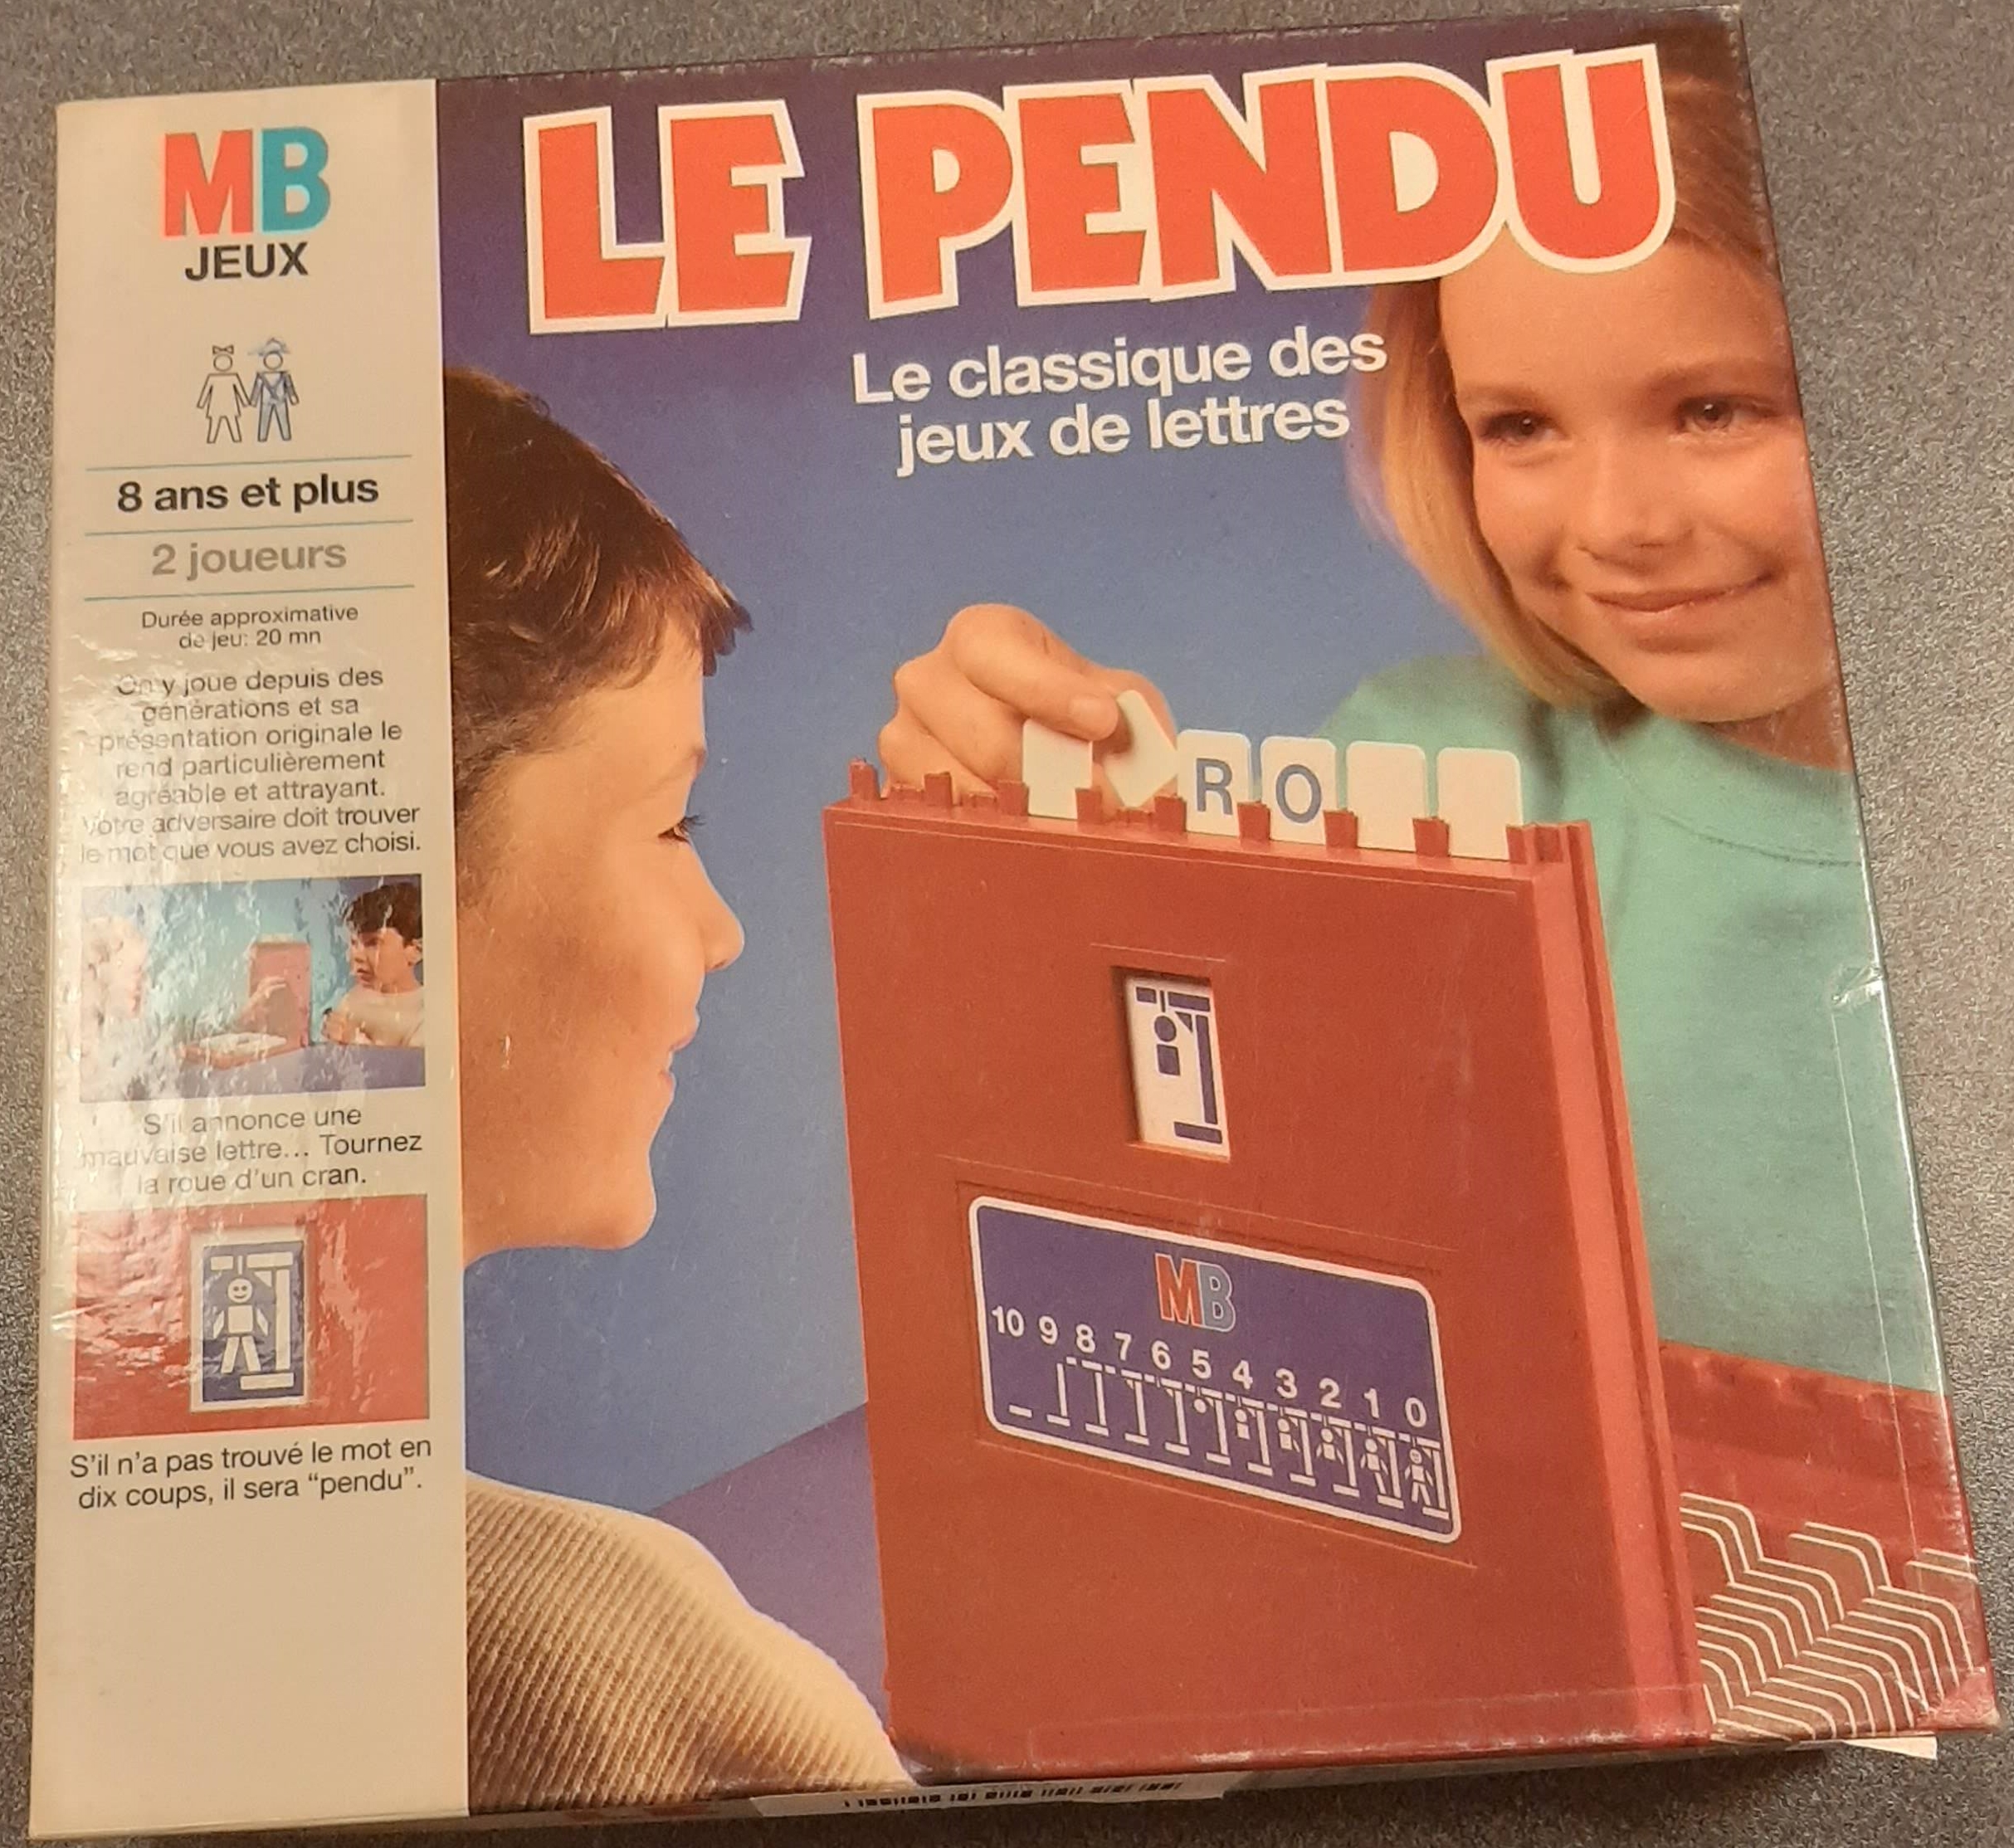 MB
JEUX
8 ans et plus
2 joueurs
Durée approximative
de jeu: 20 mn
On y joue depuis des
générations et sa
présentation originale le
rend particulièrement
agréable et attrayant.
Votre adversaire doit trouver
le mot que vous avez choisi.
S'il annonce une
mauvaise lettre... Tournez
la roue d'un cran.
S'il n'a pas trouvé le mot en
dix coups, il sera "pendu".
LE PENDU
Le classique des
jeux de lettres
R O
MB
10 9 8 7 6 5 4 3 2 1 0